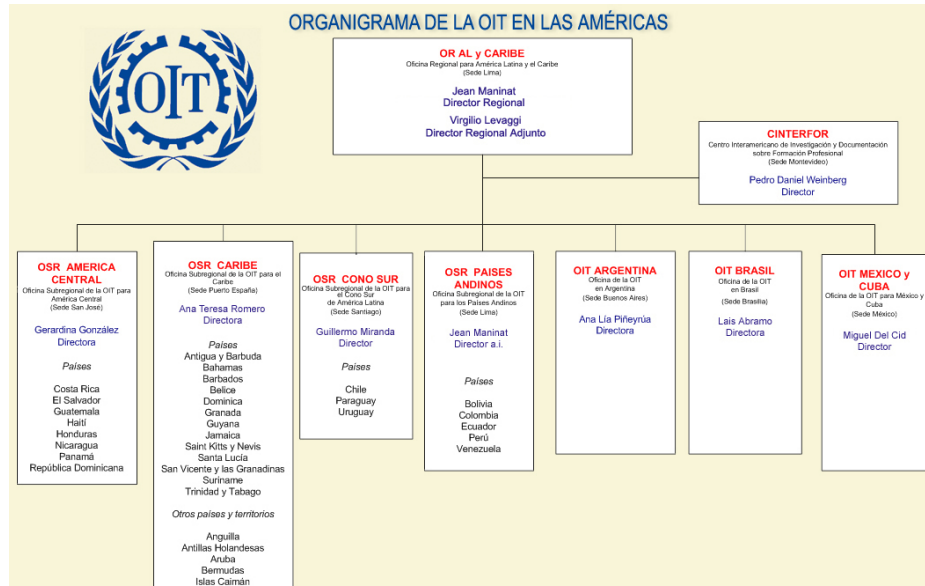 ORGANIGRAMA DE LA OIT EN LAS AMÉRICAS
OIT
OR AL y CARIBE
Oficina Regional para América Latina y el Caribe
(Sede Lima)
Jean Maninat
Director Regional
Virgilio Levaggi
Director Regional Adjunto
CINTERFOR
Centro Interamericano de Investigación y Documentación
sobre Formación Profesional
(Sede Montevideo)
Pedro Daniel Weinberg
Director
OSR AMERICA
CENTRAL
Oficina Subregional de la OIT para
América Central
(Sede San José)
Gerardina González
Directora
Países
Costa Rica
El Salvador
Guatemala
Haití
Honduras
Nicaragua
Panamá
República Dominicana
OSR CARIBE
Oficina Subregional de la OIT para el
Caribe
(Sede Puerto España)
Ana Teresa Romero
Directora
Países
Antigua y Barbuda
Bahamas
Barbados
Belice
Dominica
Granada
Guyana
Jamaica
Saint Kitts y Nevis
Santa Lucía
San Vicente y las Granadinas
Suriname
Trinidad y Tabago
Otros países y territorios
Anguilla
Antillas Holandesas
Aruba
Bermudas
Islas Caimán
OSR CONO SUR
Oficina Subregional de la OIT para
el Cono Sur
de América Latina
(Sede Santiago)
Guillermo Miranda
Director
Países
Chile
Paraguay
Uruguay
OSR PAISES
ANDINOS
Oficina Subregional de la OIT
para los Países Andinos
(Sede Lima)
Jean Maninat
Director a.i.
Países
Bolivia
Colombia
Ecuador
Perú
Venezuela
OIT ARGENTINA
Oficina de la OIT
en Argentina
(Sede Buenos Aires)
Ana Lía Piñeyrúa
Directora
OIT BRASIL
Oficina de la OIT
en Brasil
(Sede Brasilia)
Lais Abramo
Directora
OIT MEXICO y
CUBA
Oficina de la OIT para México y
Cuba
(Sede México)
Miguel Del Cid
Director